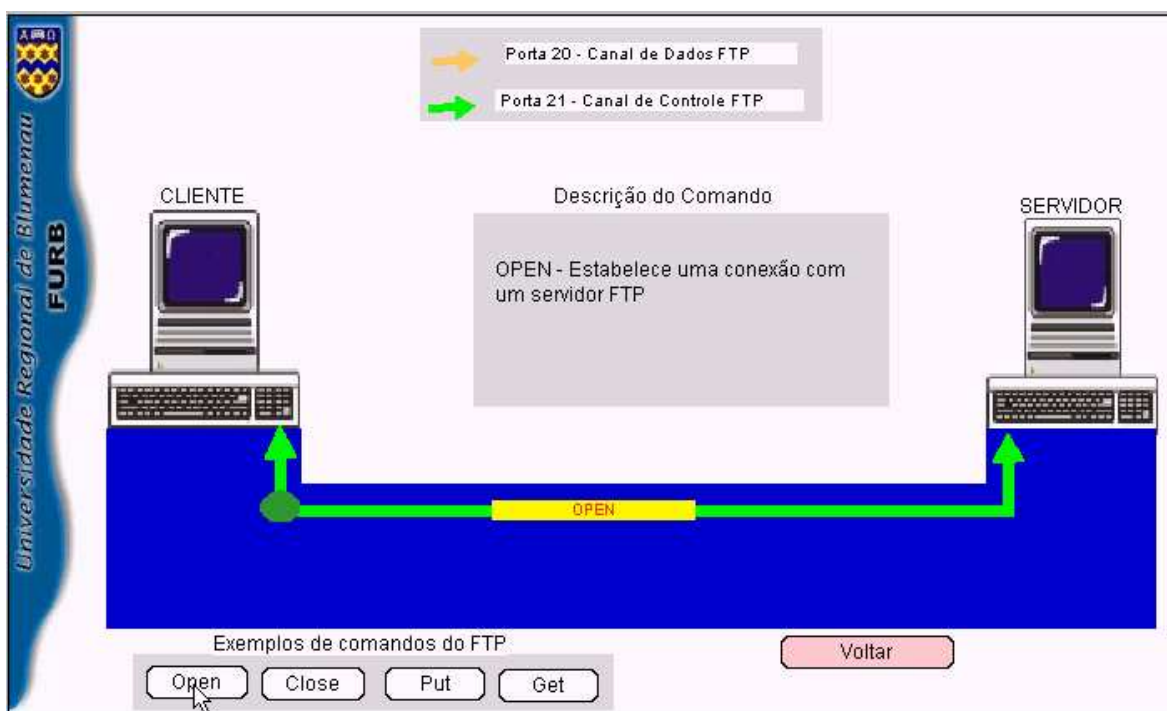 Universidade Regional de Blumenau
FURB
Porta 20 - Canal de Dados FTP
Porta 21 - Canal de Controle FTP
CLIENTE
Descrição do Comando
SERVIDOR
OPEN - Estabelece uma conexão com
um servidor FTP
OPEN
Exemplos de comandos do FTP
Voltar
Open
Close
Put
Get